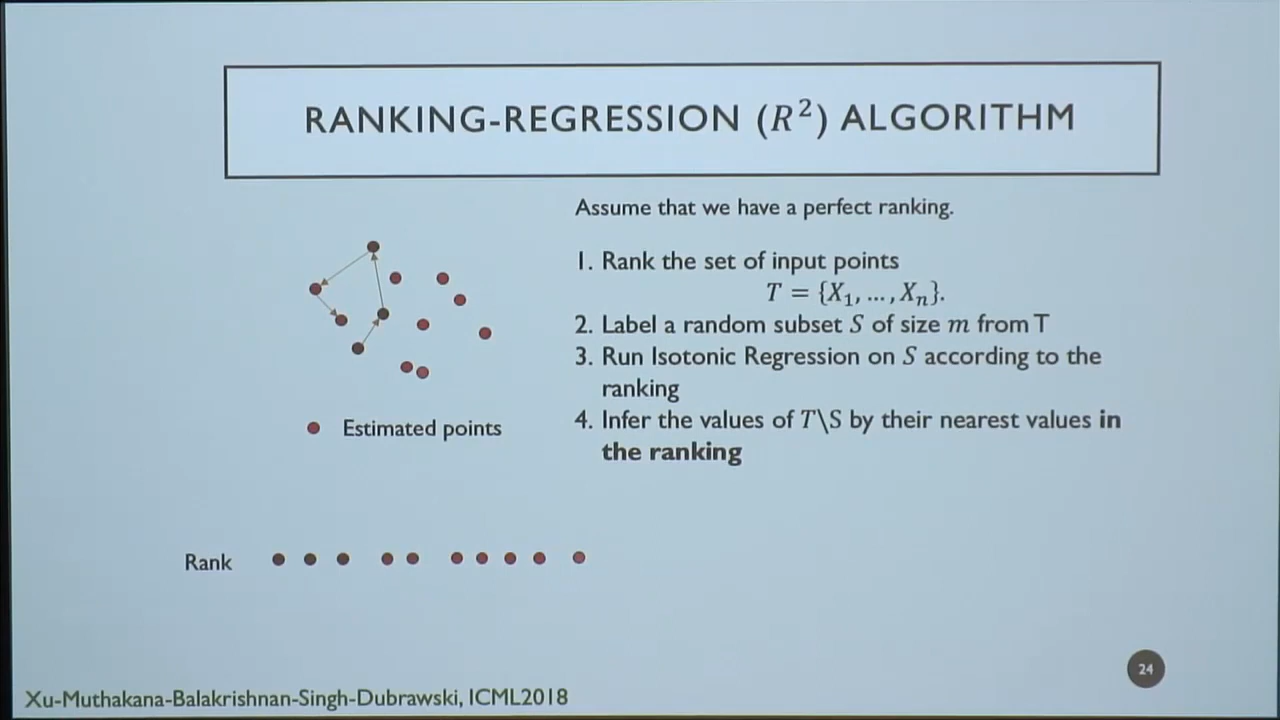 RANKING-REGRESSION (R²) ALGORITHM
Assume that we have a perfect ranking.
1. Rank the set of input points
T = {X₁, ..., Xₙ}.
2. Label a random subset S of size m from T
3. Run Isotonic Regression on S according to the
ranking
4. Infer the values of T\S by their nearest values in
the ranking
Estimated points
Rank
24
Xu-Muthakana-Balakrishnan-Singh-Dubrawski, ICML2018